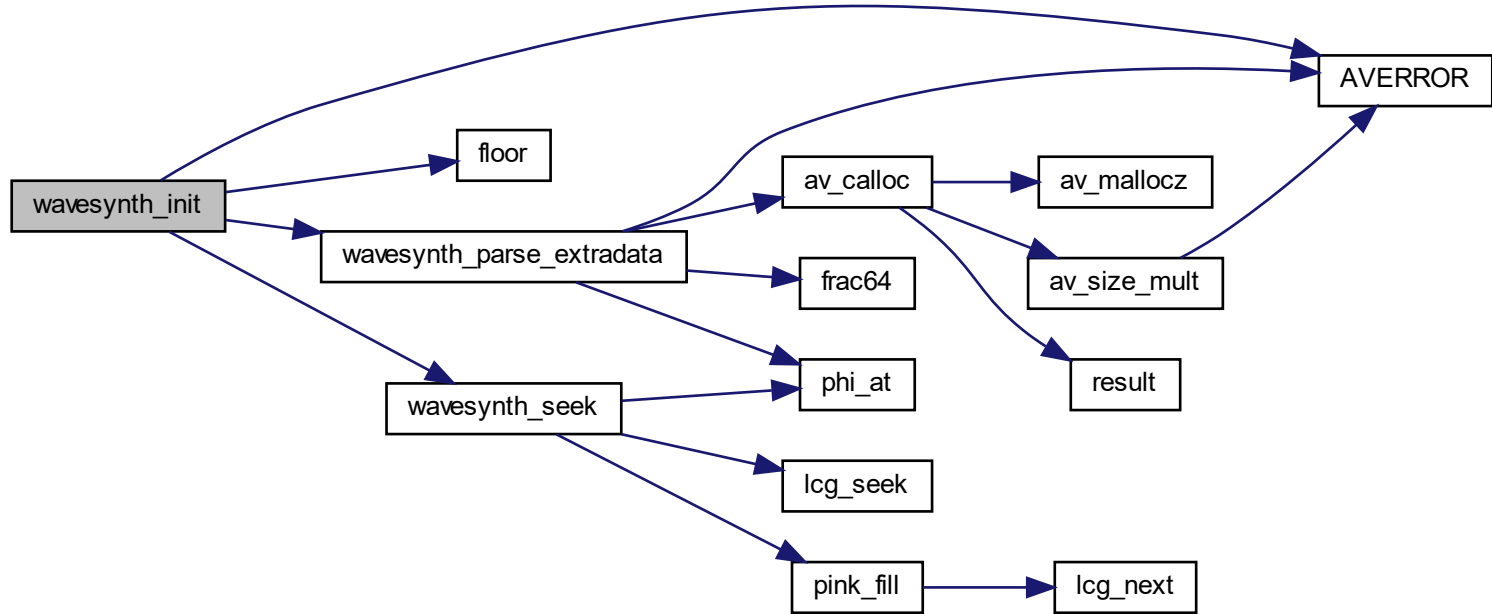 AVERROR
floor
av_calloc
av_mallocz
wavesynth_init
wavesynth_parse_extradata
frac64
av_size_mult
phi_at
result
wavesynth_seek
lcg_seek
pink_fill
lcg_next